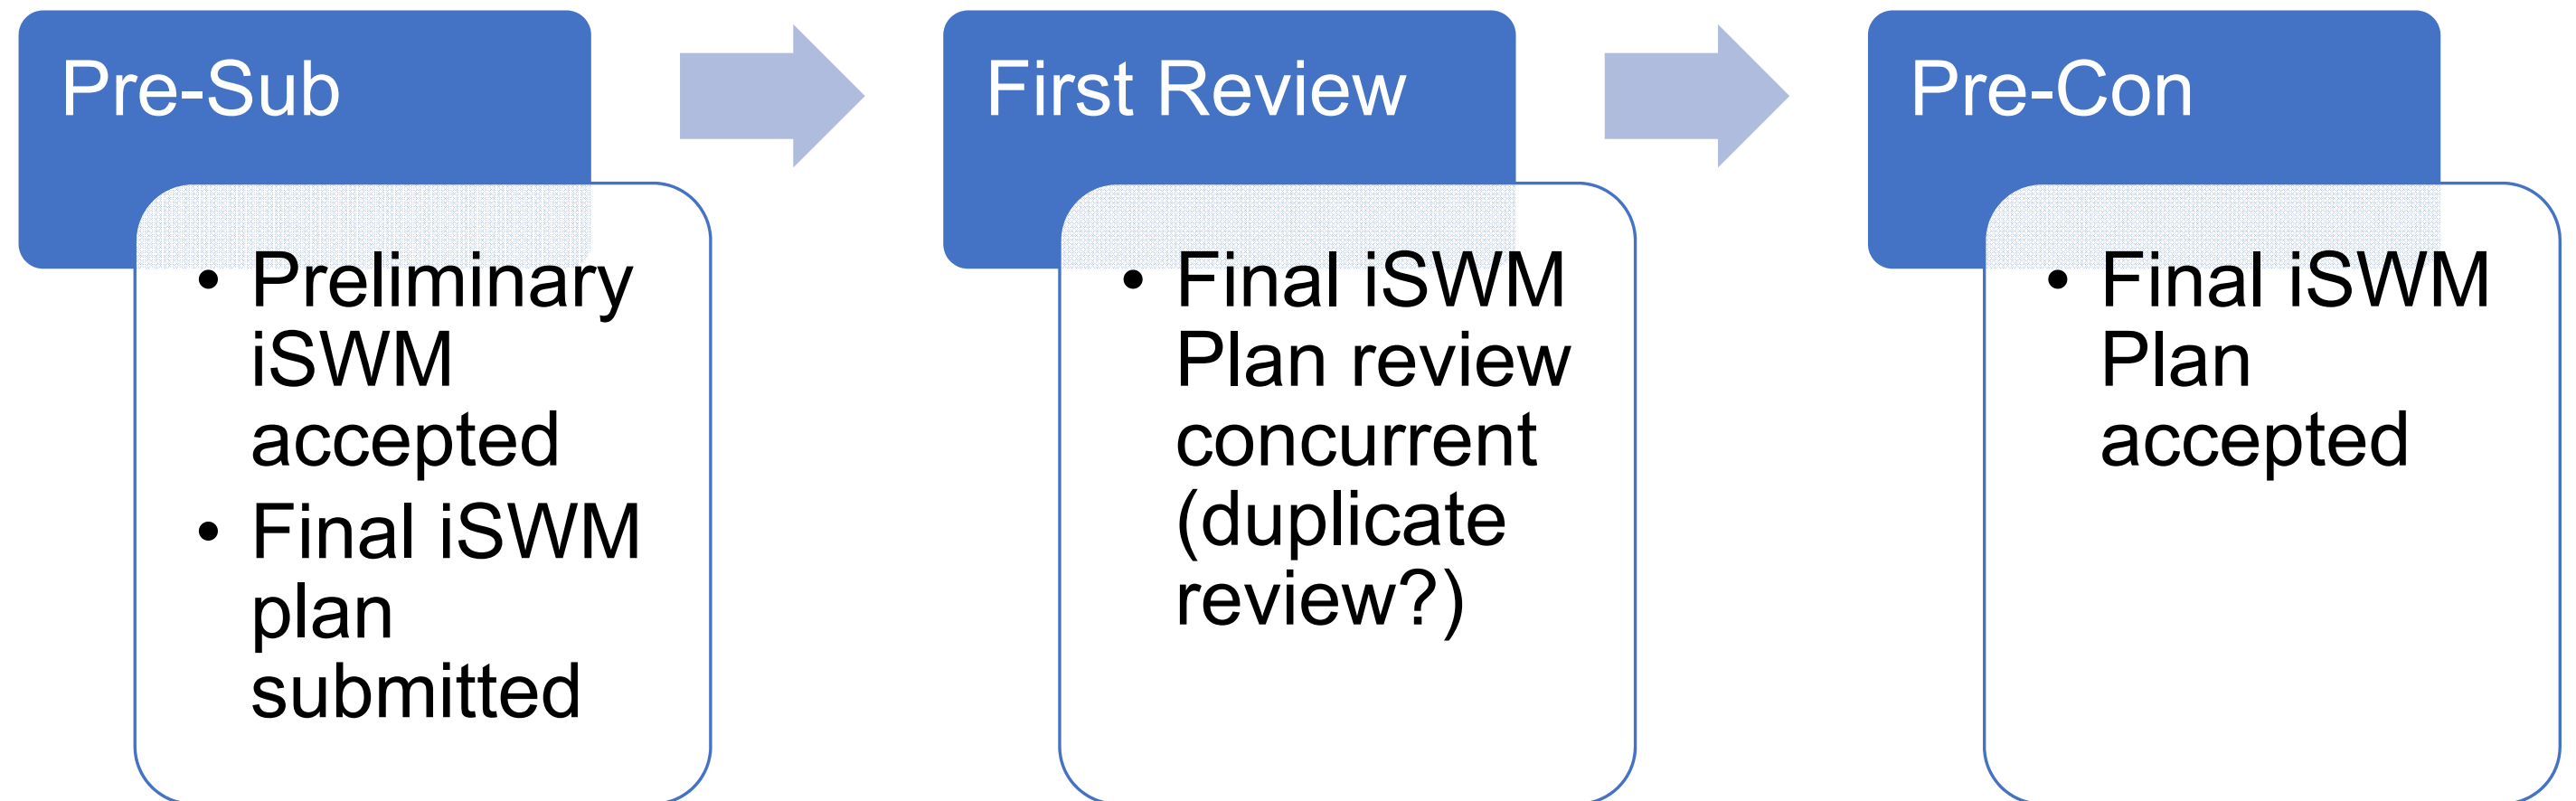 Pre-Sub
• Preliminary
iSWM
accepted
• Final iSWM
plan
submitted
First Review
• Final iSWM
Plan review
concurrent
(duplicate
review?)
Pre-Con
• Final iSWM
Plan
accepted